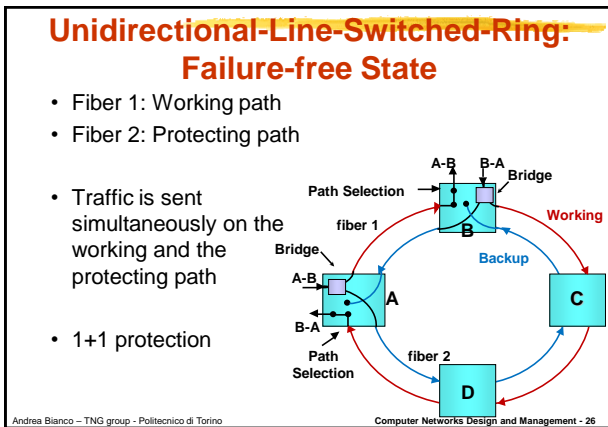 Unidirectional-Line-Switched-Ring:
Failure-free State
• Fiber 1: Working path
• Fiber 2: Protecting path
• Traffic is sent
simultaneously on the
working and the
protecting path
• 1+1 protection
A-B
B-A
Bridge
Path Selection
Working
fiber 1
B
Backup
Bridge
A-B
A
C
B-A
Path
Selection
fiber 2
D
Andrea Bianco – TNG group - Politecnico di Torino
Computer Networks Design and Management - 26